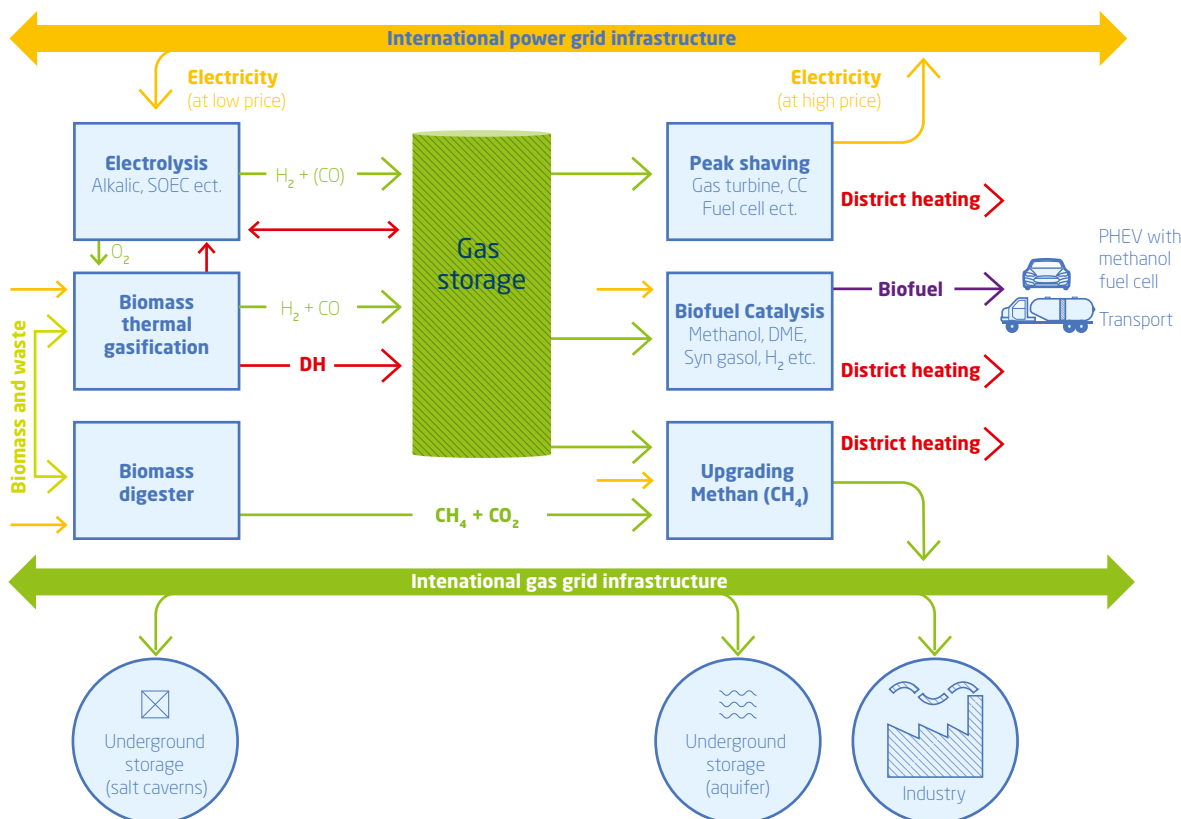 International power grid infrastructure
Electricity
(at low price)
Electricity
(at high price)
Electrolysis
Alkalic, SOEC ect.
H₂ + (CO)
Peak shaving
Gas turbine, CC
Fuel cell ect.
District heating
O₂
Gas
storage
PHEV with
methanol
fuel cell
Transport
Biomass and waste
Biomass
thermal
gasification
H₂ + CO
DH
Biofuel Catalysis
Methanol, DME,
Syn gasol, H₂ etc.
Biofuel
District heating
Biomass
digester
CH₄ + CO₂
Upgrading
Methan (CH₄)
District heating
Intenational gas grid infrastructure
Underground
storage
(salt caverns)
Underground
storage
(aquifer)
Industry